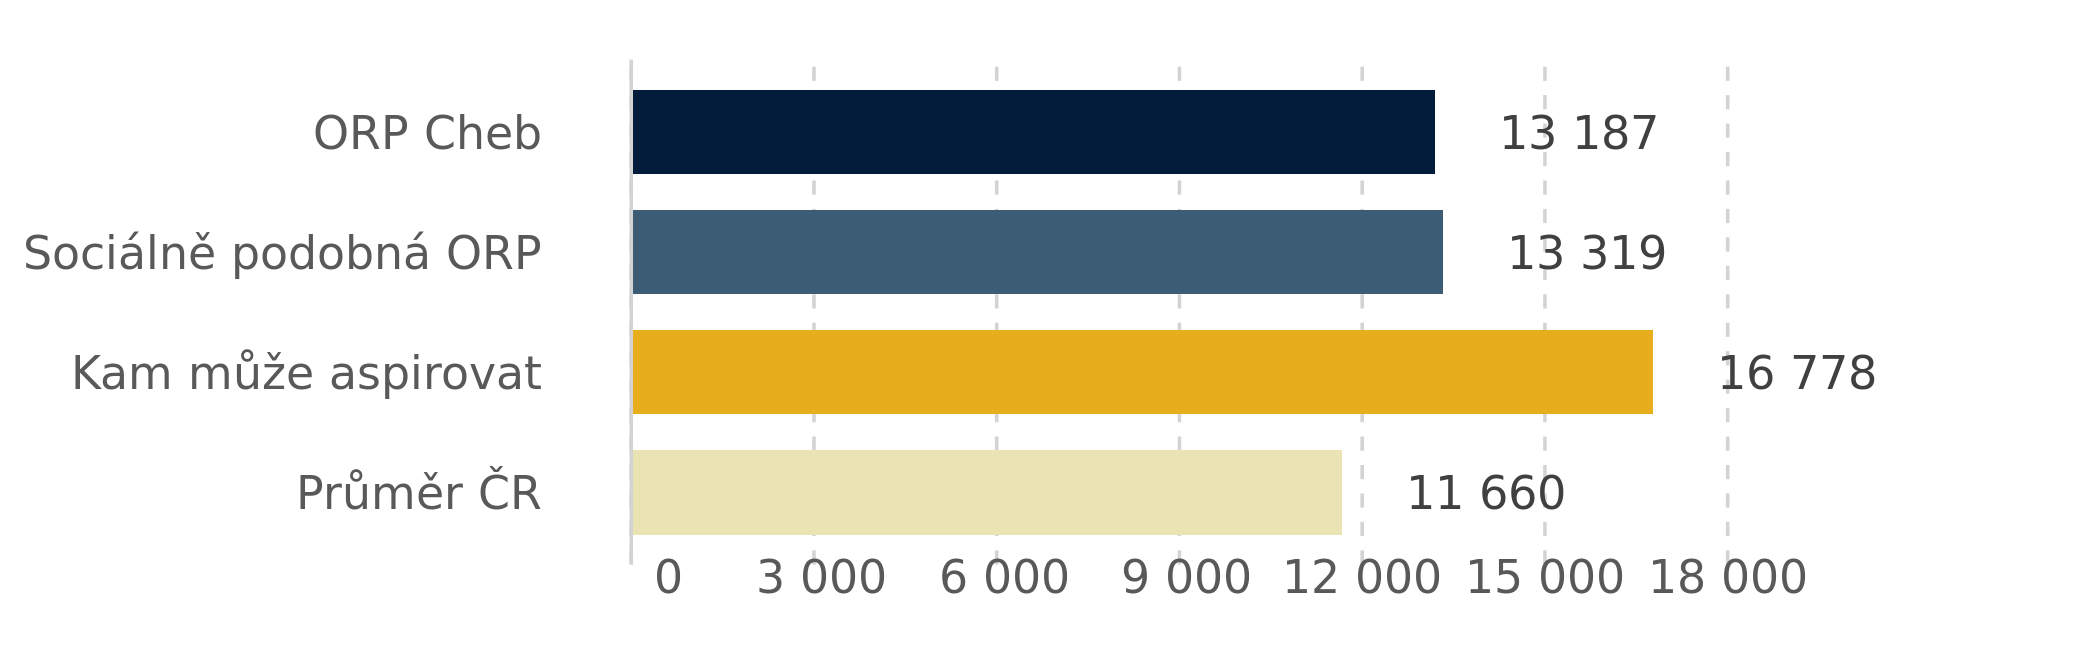 ORP Cheb 13 187
Sociálně podobná ORP 13 319
Kam může aspirovat 16 778
Průměr ČR 11 660
0 3 000 6 000 9 000 12 000 15 000 18 000